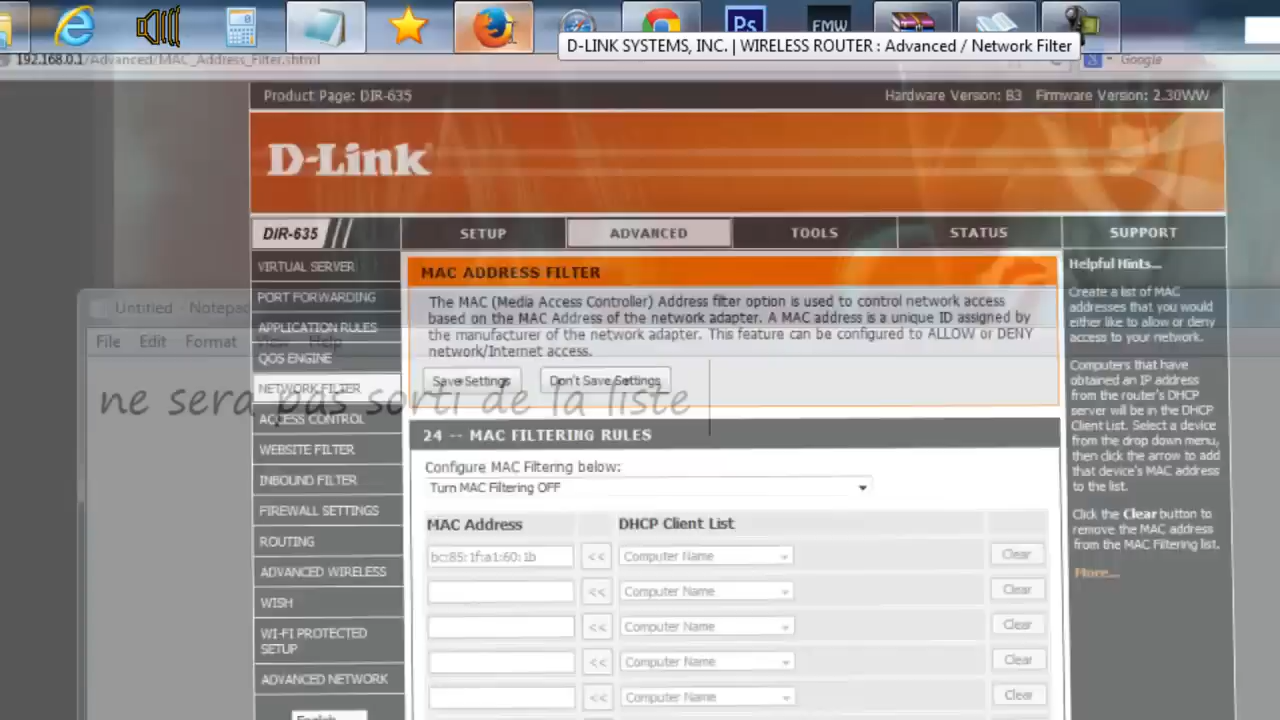 Ps
FMW
D-LINK SYSTEMS, INC. | WIRELESS ROUTER : Advanced / Network Filter
192.168.0.1/Advanced/MAC_Address_Filter.shtml
Google
Product Page: DIR-635
Hardware Version: B3 Firmware Version: 2.30WW
D-Link
DIR-635
SETUP
ADVANCED
TOOLS
STATUS
SUPPORT
VIRTUAL SERVER
PORT FORWARDING
APPLICATION RULES
QOS ENGINE
NETWORK FILTER
ACCESS CONTROL
WEBSITE FILTER
INBOUND FILTER
FIREWALL SETTINGS
ROUTING
ADVANCED WIRELESS
WISH
WI-FI PROTECTED
SETUP
ADVANCED NETWORK
English
Untitled - Notepad
File Edit Format View Help
ne sera pas sorti de la liste
MAC ADDRESS FILTER
The MAC (Media Access Controller) Address filter option is used to control network access
based on the MAC Address of the network adapter. A MAC address is a unique ID assigned by
the manufacturer of the network adapter. This feature can be configured to ALLOW or DENY
network/Internet access.
Save Settings
Don't Save Settings
24 -- MAC FILTERING RULES
Configure MAC Filtering below:
Turn MAC Filtering OFF
MAC Address
DHCP Client List
bc:85:1f:a1:60:1b << Computer Name Clear
<< Computer Name Clear
<< Computer Name Clear
<< Computer Name Clear
<< Computer Name Clear
Helpful Hints...
Create a list of MAC
addresses that you would
either like to allow or deny
access to your network.
Computers that have
obtained an IP address
from the router's DHCP
server will be in the DHCP
Client List. Select a device
from the drop down menu,
then click the arrow to add
that device's MAC address
to the list.
Click the Clear button to
remove the MAC address
from the MAC Filtering list.
More...